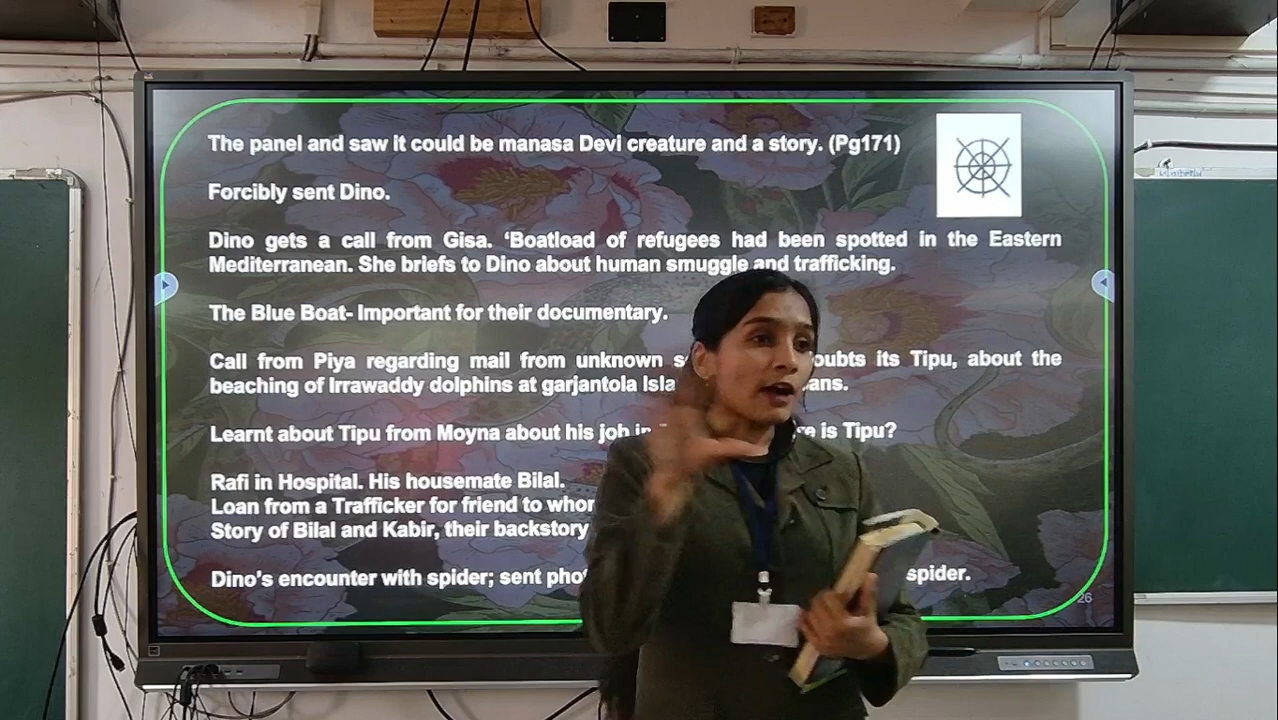 The panel and saw it could be manasa Devi creature and a story. (Pg171)
Forcibly sent Dino.
Dino gets a call from Gisa. ‘Boatload of refugees had been spotted in the Eastern
Mediterranean. She briefs to Dino about human smuggle and trafficking.
The Blue Boat- Important for their documentary.
Call from Piya regarding mail from unknown doubts its Tipu, about the
beaching of Irrawaddy dolphins at garjantola
Learnt about Tipu from Moyna about his job in is Tipu?
Rafi in Hospital. His housemate Bilal.
Loan from a Trafficker for friend to
Story of Bilal and Kabir, their backstory
Dino’s encounter with spider; sent spider.
26